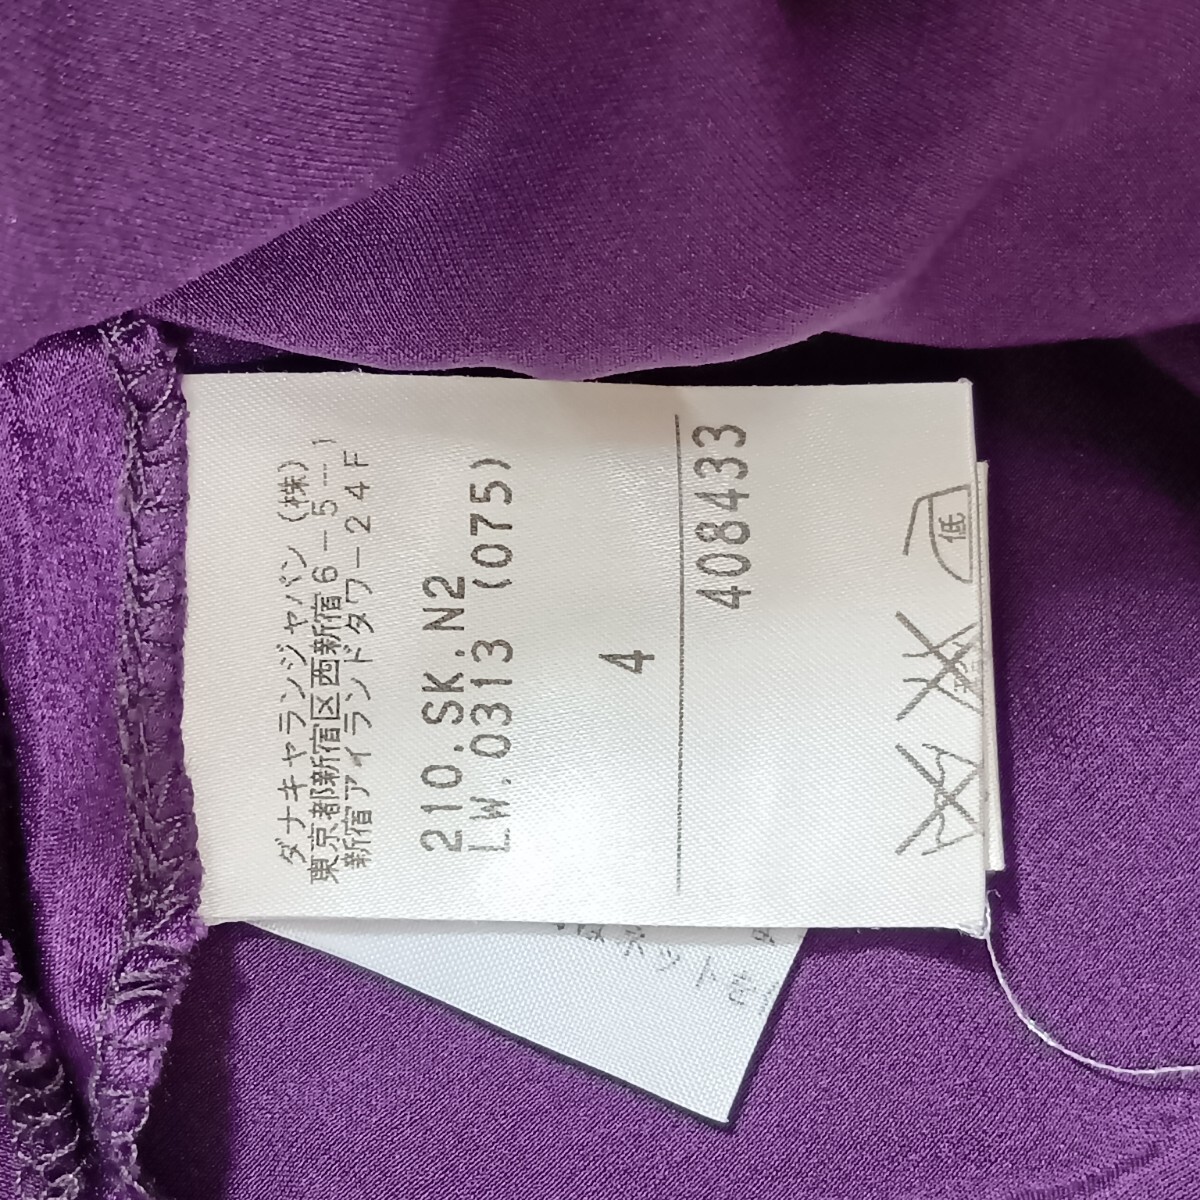 ダナキャランジャパン（株）
東京都新宿区西新宿6－5－1
新宿アイランドタワー24F
210.SK.N2
LW.0313 (075)
4
408433
低